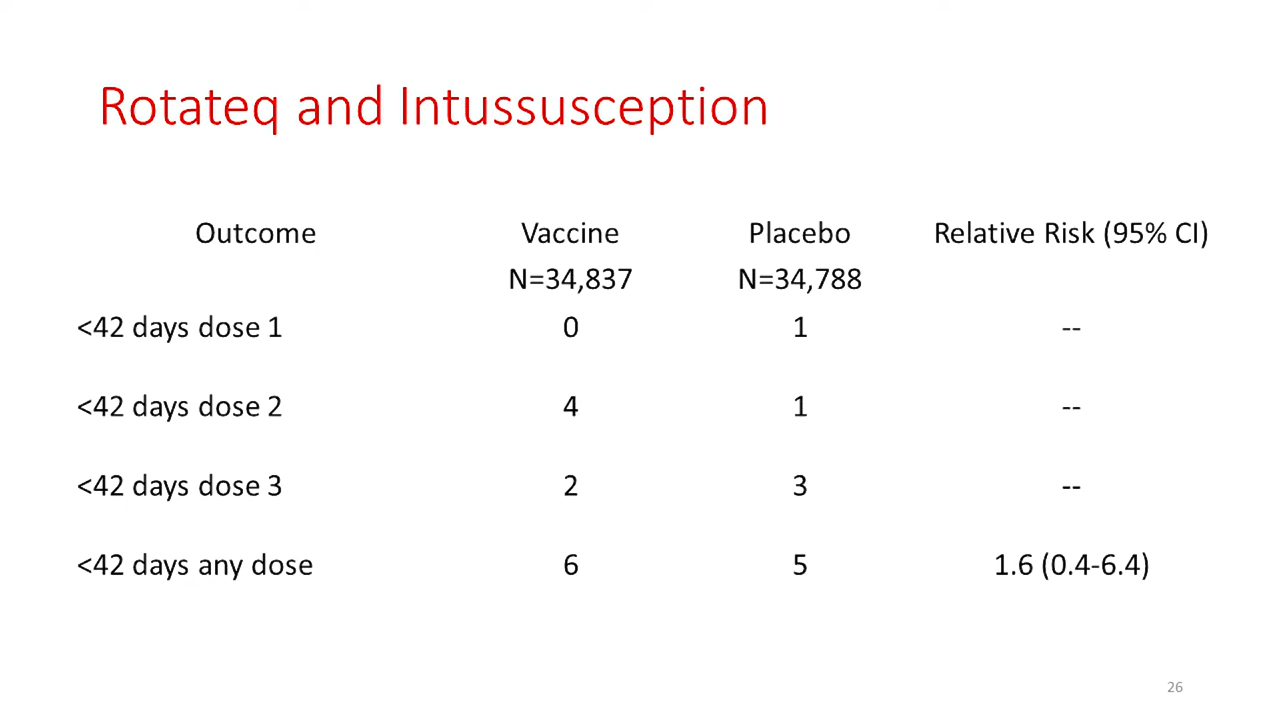 Rotateq and Intussusception
Outcome Vaccine Placebo Relative Risk (95% CI)
N=34,837 N=34,788
<42 days dose 1 0 1 --
<42 days dose 2 4 1 --
<42 days dose 3 2 3 --
<42 days any dose 6 5 1.6 (0.4-6.4)
26